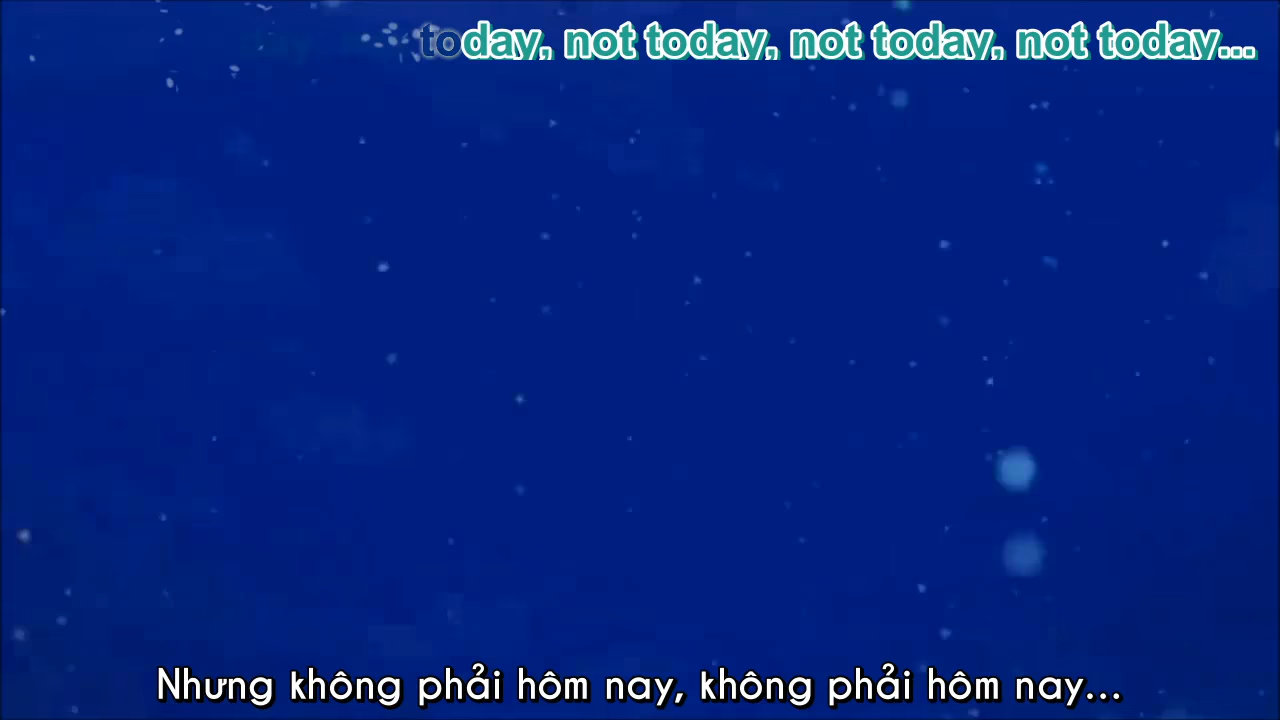 today, not today, not today, not today...
Nhưng không phải hôm nay, không phải hôm nay...